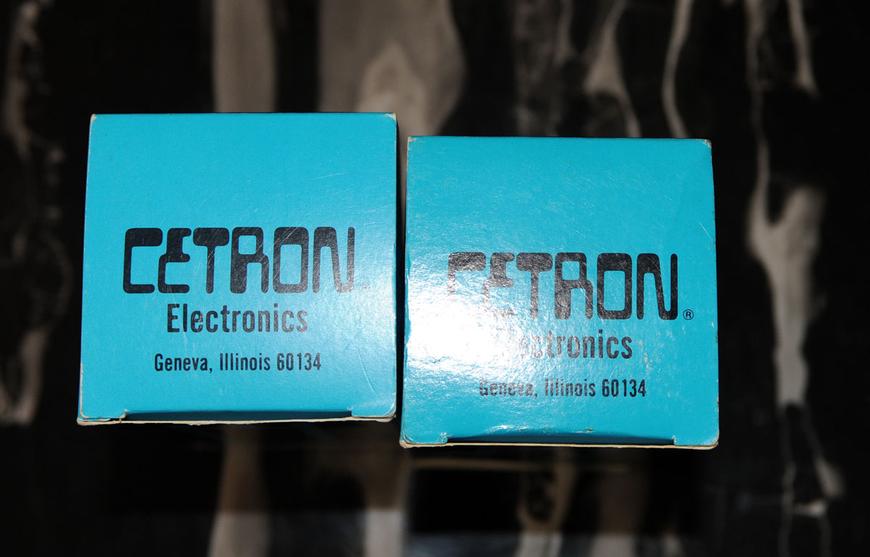 CETRON
Electronics
Geneva, Illinois 60134
CETRON®
Electronics
Geneva, Illinois 60134